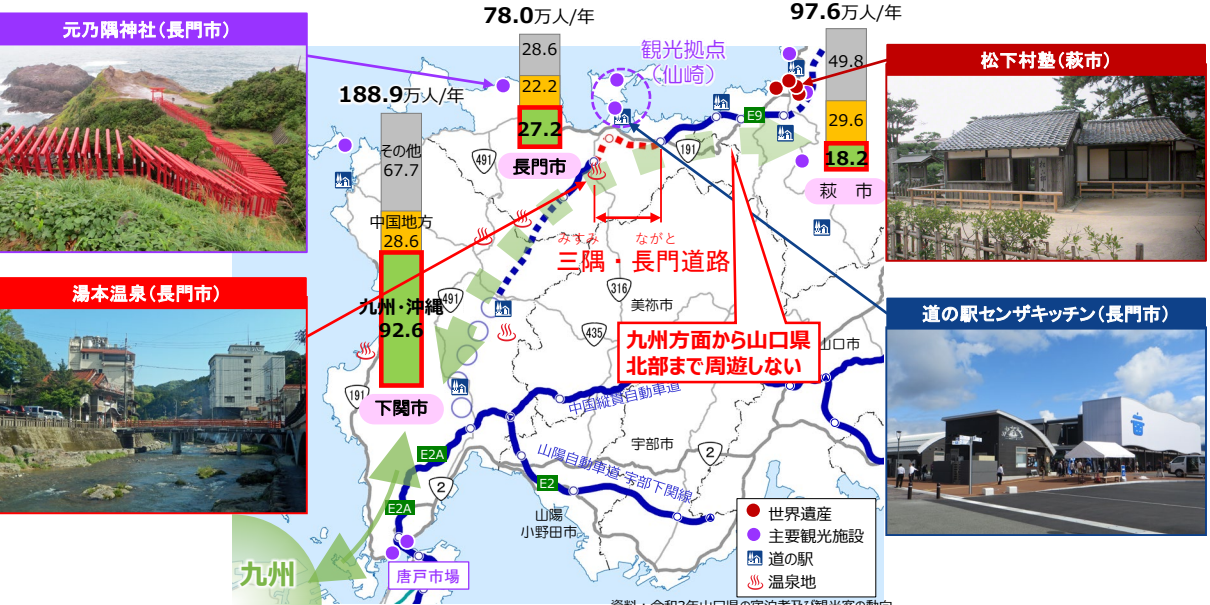 元乃隅神社(長門市)
78.0万人/年
28.6
22.2
27.2
長門市
観光拠点
(仙崎)
97.6万人/年
49.8
29.6
18.2
萩 市
松下村塾(萩市)
188.9万人/年
その他
67.7
中国地方
28.6
九州・沖縄
92.6
下関市
491
191
E9
みすみ ながと
三隅・長門道路
316
美祢市
491
435
九州方面から山口県
北部まで周遊しない
山口市
湯本温泉(長門市)
道の駅センザキッチン(長門市)
191
中国縦貫自動車道
宇部市
2
山陽自動車道 宇部下関線
E2A
2
E2
E2A
山陽
小野田市
九州
唐戸市場
世界遺産
主要観光施設
道の駅
温泉地